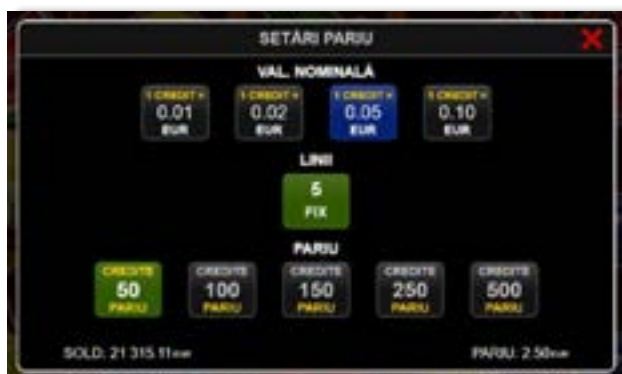 SETĂRI PARIU
VAL. NOMINALĂ
1 CREDIT = 1 CREDIT = 1 CREDIT = 1 CREDIT =
0.01 0.02 0.05 0.10
EUR EUR EUR EUR
LINII
5
FIX
PARIU
CREDITE CREDITE CREDITE CREDITE CREDITE
50 100 150 250 500
PARIU PARIU PARIU PARIU PARIU
SOLD: 21 315.11 EUR PARIU: 2.50 EUR